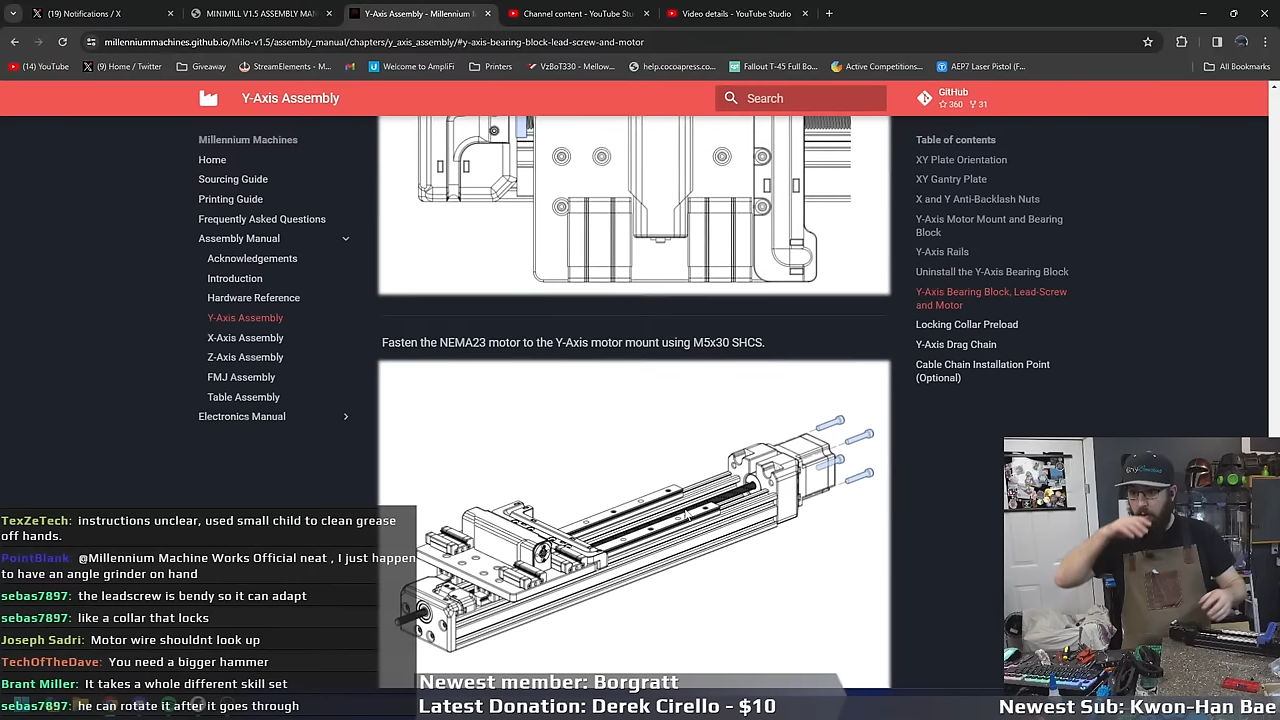 (19) Notifications / X
MINIMILL V1.5 ASSEMBLY MAN
Y-Axis Assembly - Millennium M
Channel content - YouTube Stu
Video details - YouTube Studio
millenniummachines.github.io/Milo-v1.5/assembly_manual/chapters/y_axis_assembly/#y-axis-bearing-block-lead-screw-and-motor
(14) YouTube
(9) Home / Twitter
Giveaway
StreamElements - M...
Welcome to AmpliFi
Printers
VzBoT330 - Mellow...
help.cocoapress.com
Fallout T-45 Full Bo...
Active Competitions...
AEP7 Laser Pistol (F...
All Bookmarks
Y-Axis Assembly
Search
GitHub
360 31
Millennium Machines
Home
Sourcing Guide
Printing Guide
Frequently Asked Questions
Assembly Manual
Acknowledgements
Introduction
Hardware Reference
Y-Axis Assembly
X-Axis Assembly
Z-Axis Assembly
FMJ Assembly
Table Assembly
Electronics Manual
Fasten the NEMA23 motor to the Y-Axis motor mount using M5x30 SHCS.
Table of contents
XY Plate Orientation
XY Gantry Plate
X and Y Anti-Backlash Nuts
Y-Axis Motor Mount and Bearing
Block
Y-Axis Rails
Uninstall the Y-Axis Bearing Block
Y-Axis Bearing Block, Lead-Screw
and Motor
Locking Collar Preload
Y-Axis Drag Chain
Cable Chain Installation Point
(Optional)
TexZeTech: instructions unclear, used small child to clean grease
off hands.
PointBlank @Millennium Machine Works Official neat , I just happen
to have an angle grinder on hand
sebas7897: the leadscrew is bendy so it can adapt
sebas7897: like a collar that locks
Joseph Sadri: Motor wire shouldnt look up
TechOfTheDave: You need a bigger hammer
Brant Miller: It takes a whole different skill set
sebas7897: he can rotate it after it goes through
Newest member: Borgratt
Latest Donation: Derek Cirello - $10
Newest Sub: Kwon-Han Bae